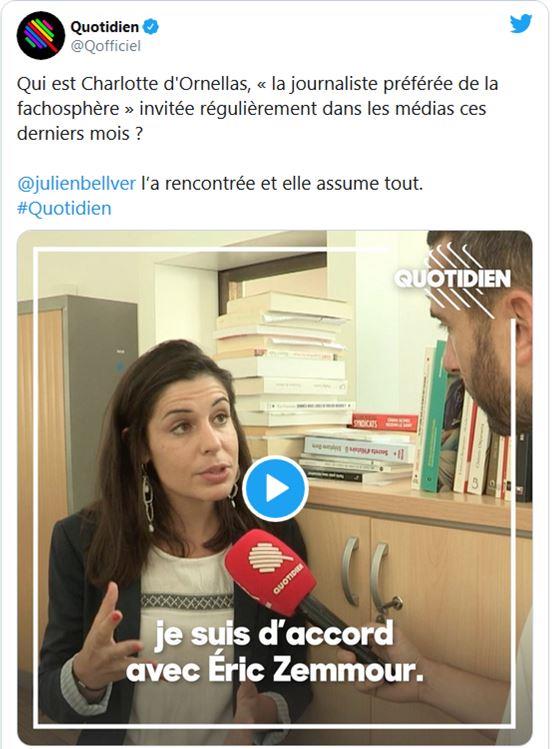 Quotidien
@Qofficiel
Qui est Charlotte d'Ornellas, « la journaliste préférée de la
fachosphère » invitée régulièrement dans les médias ces
derniers mois ?
@julienbellver l'a rencontrée et elle assume tout.
#Quotidien
QUOTIDIEN
SYNDICATS
Secrets d'Histoire
QUOTIDIEN
je suis d'accord
avec Éric Zemmour.